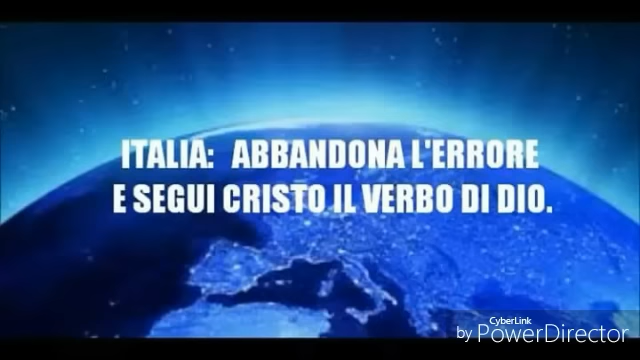 ITALIA: ABBANDONA L'ERRORE
E SEGUI CRISTO IL VERBO DI DIO.
CyberLink
by PowerDirector